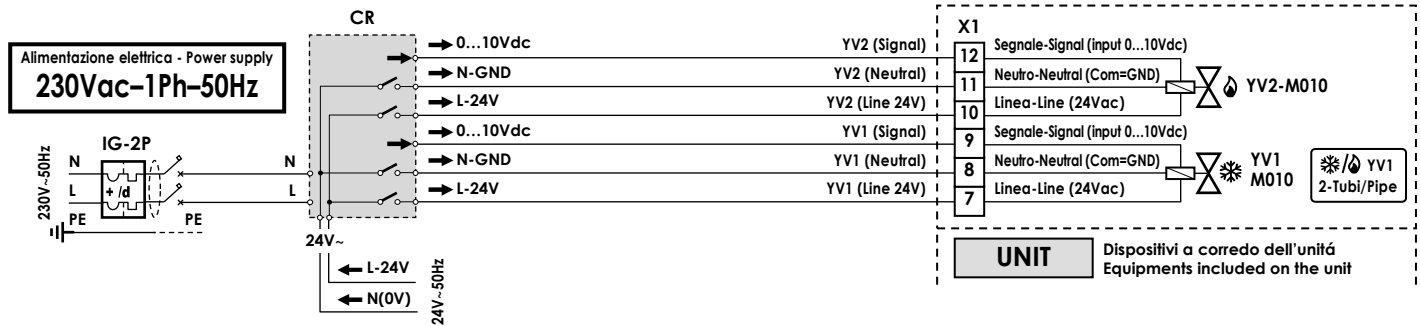 Alimentazione elettrica - Power supply
230Vac–1Ph–50Hz
230V~50Hz
IG-2P
N
L
PE
+ /d
N
L
PE
CR
24V~
L-24V
N(0V)
24V~50Hz
0...10Vdc
N-GND
L-24V
0...10Vdc
N-GND
L-24V
YV2 (Signal)
YV2 (Neutral)
YV2 (Line 24V)
YV1 (Signal)
YV1 (Neutral)
YV1 (Line 24V)
X1
12
11
10
9
8
7
Segnale-Signal (input 0...10Vdc)
Neutro-Neutral (Com=GND)
Linea-Line (24Vac)
Segnale-Signal (input 0...10Vdc)
Neutro-Neutral (Com=GND)
Linea-Line (24Vac)
YV2-M010
YV1
M010
/ YV1
2-Tubi/Pipe
UNIT
Dispositivi a corredo dell'unitá
Equipments included on the unit